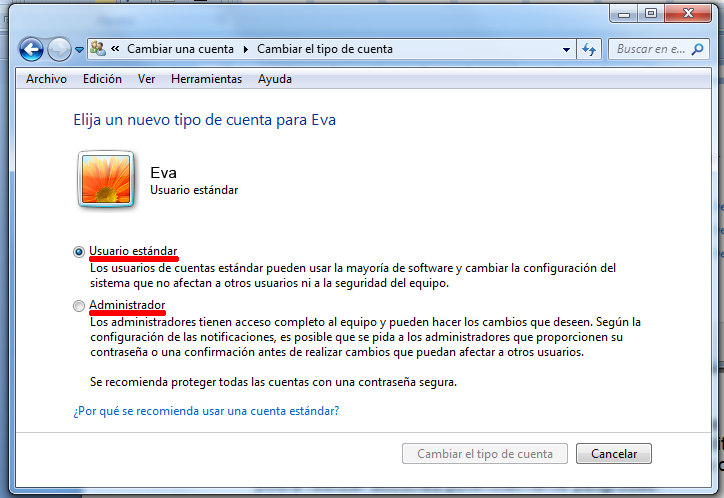 « Cambiar una cuenta ▸ Cambiar el tipo de cuenta
Buscar en e...
Archivo Edición Ver Herramientas Ayuda
Elija un nuevo tipo de cuenta para Eva
Eva
Usuario estándar
Usuario estándar
Los usuarios de cuentas estándar pueden usar la mayoría de software y cambiar la configuración del
sistema que no afectan a otros usuarios ni a la seguridad del equipo.
Administrador
Los administradores tienen acceso completo al equipo y pueden hacer los cambios que deseen. Según la
configuración de las notificaciones, es posible que se pida a los administradores que proporcionen su
contraseña o una confirmación antes de realizar cambios que puedan afectar a otros usuarios.
Se recomienda proteger todas las cuentas con una contraseña segura.
¿Por qué se recomienda usar una cuenta estándar?
Cambiar el tipo de cuenta Cancelar